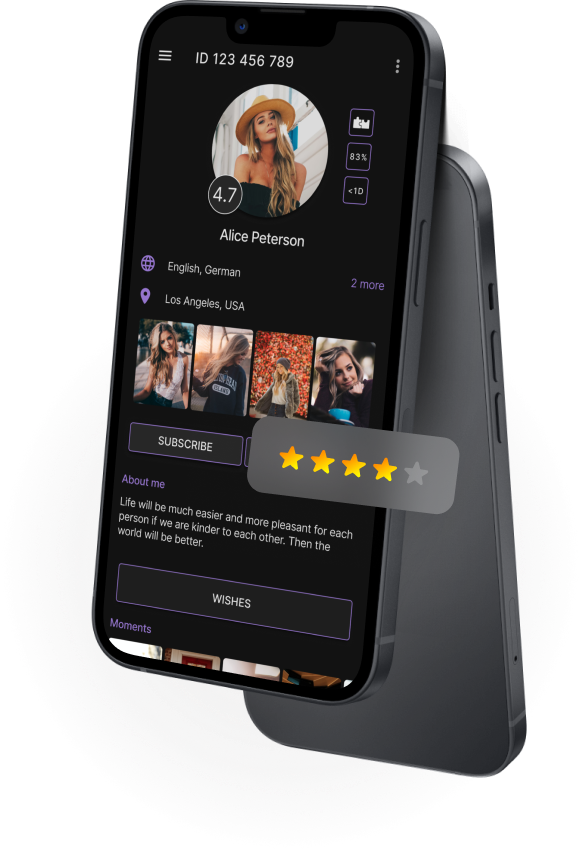 ID 123 456 789
83%
<1D
4.7
Alice Peterson
English, German
2 more
Los Angeles, USA
SUBSCRIBE
About me
Life will be much easier and more pleasant for each
person if we are kinder to each other. Then the
world will be better.
WISHES
Moments